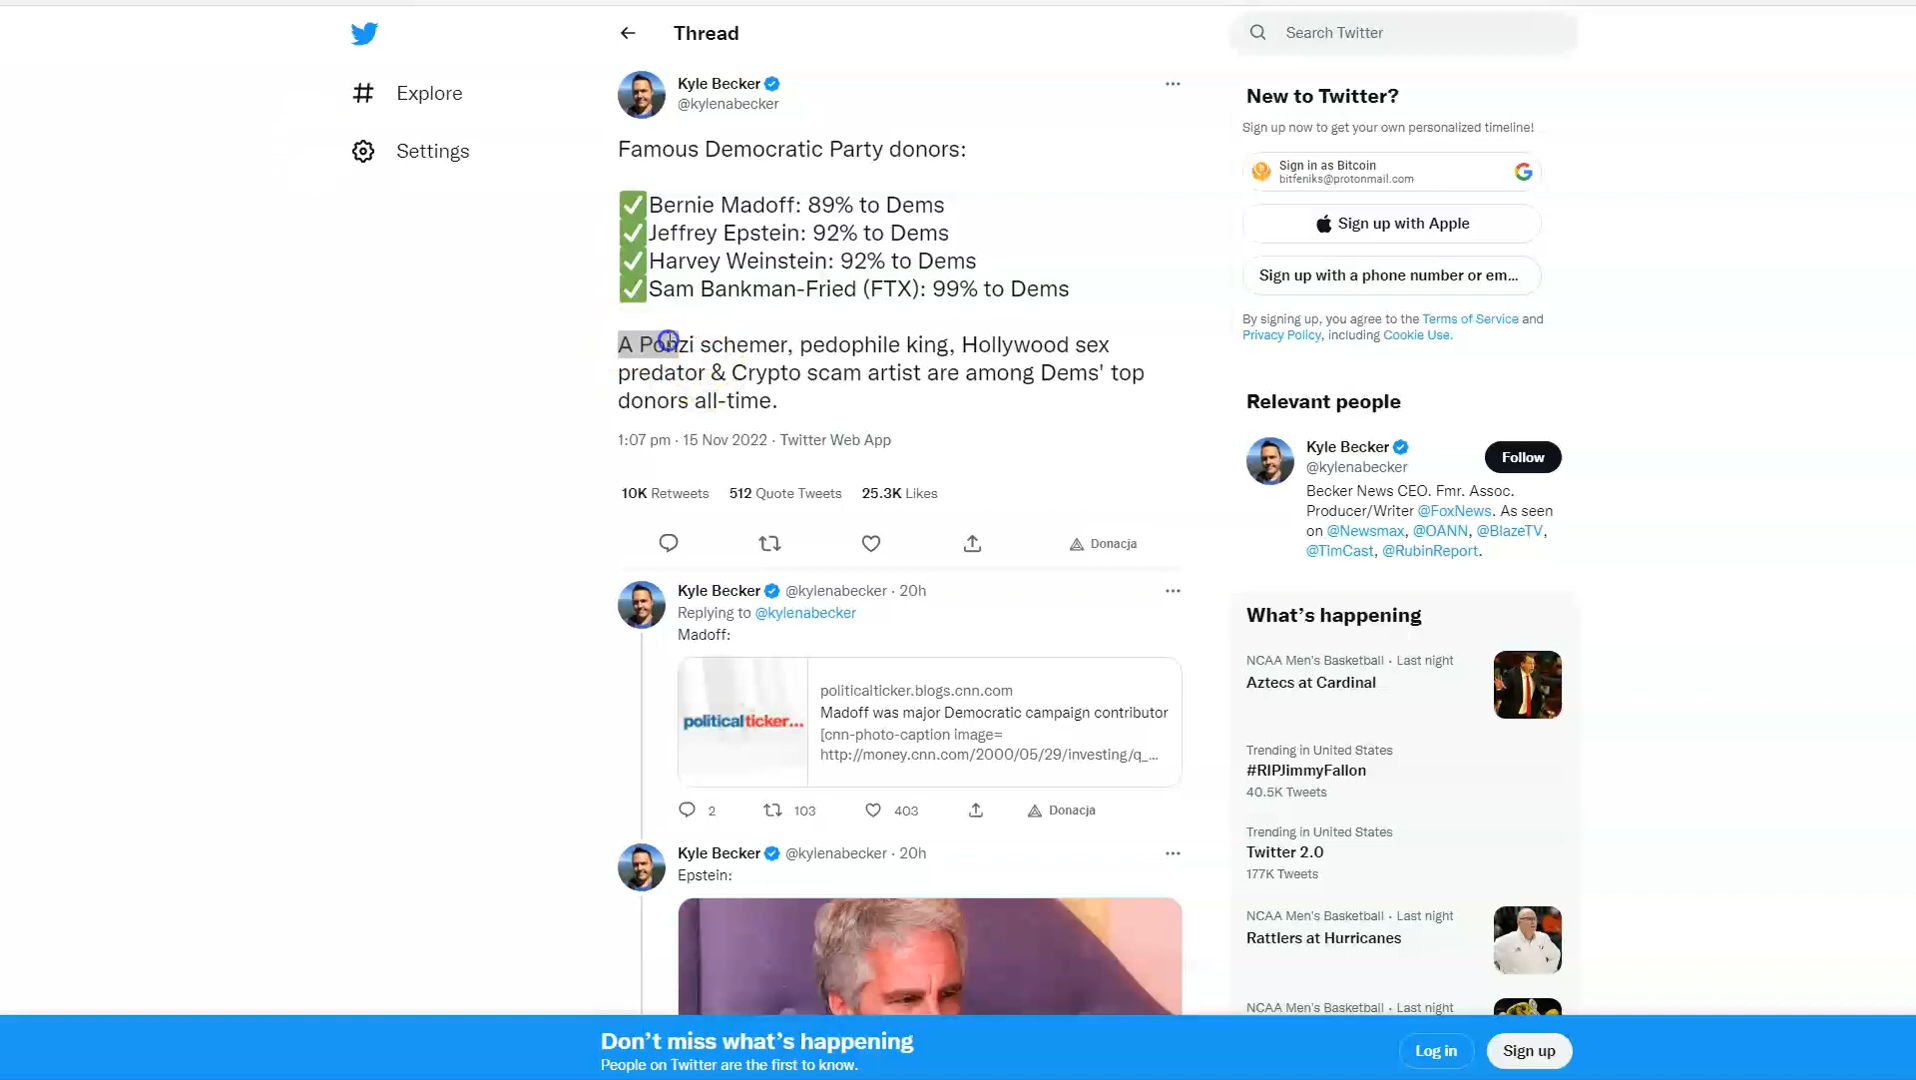 Thread
Search Twitter
Explore
Settings
Kyle Becker
@kylenabecker
Famous Democratic Party donors:
✅Bernie Madoff: 89% to Dems
✅Jeffrey Epstein: 92% to Dems
✅Harvey Weinstein: 92% to Dems
✅Sam Bankman-Fried (FTX): 99% to Dems
A Ponzi schemer, pedophile king, Hollywood sex
predator & Crypto scam artist are among Dems' top
donors all-time.
1:07 pm · 15 Nov 2022 · Twitter Web App
10K Retweets 512 Quote Tweets 25.3K Likes
Donacja
Kyle Becker @kylenabecker · 20h
Replying to @kylenabecker
Madoff:
politicalticker...
politicalticker.blogs.cnn.com
Madoff was major Democratic campaign contributor
[cnn-photo-caption image=
http://money.cnn.com/2000/05/29/investing/q_...
2 103 403 Donacja
Kyle Becker @kylenabecker · 20h
Epstein:
New to Twitter?
Sign up now to get your own personalized timeline!
Sign in as Bitcoin
bitfeniks@protonmail.com
Sign up with Apple
Sign up with a phone number or em...
By signing up, you agree to the Terms of Service and
Privacy Policy, including Cookie Use.
Relevant people
Kyle Becker
@kylenabecker
Follow
Becker News CEO. Fmr. Assoc.
Producer/Writer @FoxNews. As seen
on @Newsmax, @OANN, @BlazeTV,
@TimCast, @RubinReport.
What's happening
NCAA Men's Basketball · Last night
Aztecs at Cardinal
Trending in United States
#RIPJimmyFallon
40.5K Tweets
Trending in United States
Twitter 2.0
177K Tweets
NCAA Men's Basketball · Last night
Rattlers at Hurricanes
NCAA Men's Basketball · Last night
Don't miss what's happening
People on Twitter are the first to know.
Log in
Sign up